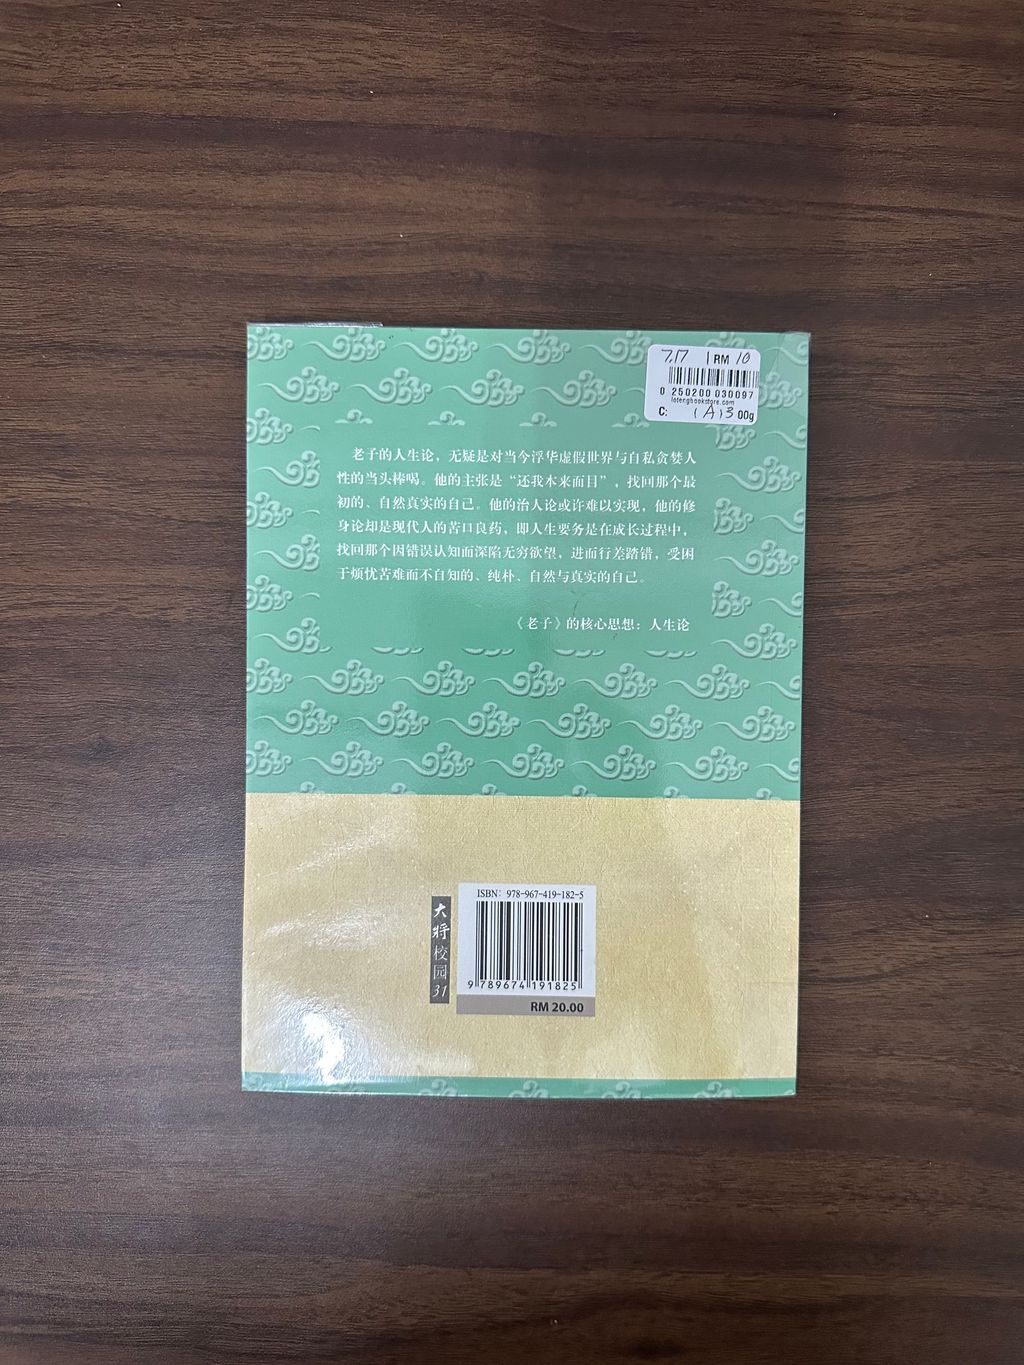 7.17 1 RM 10
0 250200 030097
lotengbookstore.com
C: (A) 3 00g
老子的人生论，无疑是对当今浮华虚假世界与自私贪婪人
性的当头棒喝。他的主张是“还我本来面目”，找回那个最
初的、自然真实的自己。他的治人论或许难以实现，他的修
身论却是现代人的苦口良药，即人生要务是在成长过程中，
找回那个因错误认知而深陷无穷欲望，进而行差踏错，受困
于烦忧苦难而不自知的、纯朴、自然与真实的自己。
《老子》的核心思想：人生论
大将校园31
ISBN: 978-967-419-182-5
9 789674 191825
RM 20.00